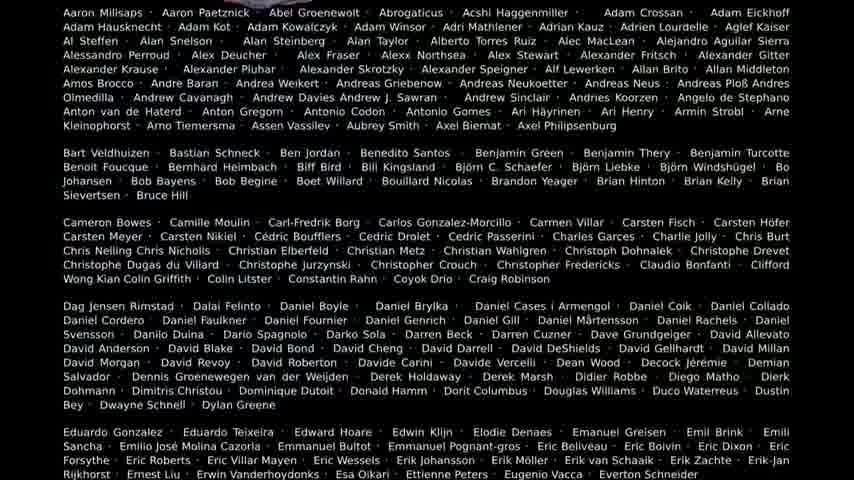 Aaron Milisaps · Aaron Paetznick · Abel Groenewolt · Abrogaticus · Acshi Haggenmiller · Adam Crossan · Adam Eickhoff
Adam Hausknecht · Adam Kot · Adam Kowalczyk · Adam Winsor · Adri Mathlener · Adrian Kauz · Adrien Lourdelle · Aglef Kaiser
Al Steffen · Alan Snelson · Alan Steinberg · Alan Taylor · Alberto Torres Ruiz · Alec MacLean · Alejandro Aguilar Sierra
Alessandro Perroud · Alex Deucher · Alex Fraser · Alexx Northsea · Alex Stewart · Alexander Fritsch · Alexander Gitter
Alexander Krause · Alexander Pluhar · Alexander Skrotzky · Alexander Speigner · Alf Lewerken · Allan Brito · Allan Middleton
Amos Brocco · Andre Baran · Andrea Weikert · Andreas Griebenow · Andreas Neukoetter · Andreas Neus · Andreas Ploß Andres
Olmedilla · Andrew Cavanagh · Andrew Davies Andrew J. Sawran · Andrew Sinclair · Andries Koorzen · Angelo de Stephano
Anton van de Haterd · Anton Gregorn · Antonio Codon · Antonio Gomes · Ari Häyrinen · Ari Henry · Armin Strobl · Arne
Kleinophorst · Arno Tiemersma · Assen Vassilev · Aubrey Smith · Axel Biemat · Axel Philipsenburg
Bart Veldhuizen · Bastian Schneck · Ben Jordan · Benedito Santos · Benjamin Green · Benjamin Thery · Benjamin Turcotte
Benoit Foucque · Bernhard Heimbach · Biff Bird · Bili Kingsland · Björn C. Schaefer · Björn Liebke · Björn Windshügel · Bo
Johansen · Bob Bayens · Bob Begine · Boet Willard · Bouillard Nicolas · Brandon Yeager · Brian Hinton · Brian Kelly · Brian
Sievertsen · Bruce Hill
Cameron Bowes · Camille Moulin · Carl-Fredrik Borg · Carlos Gonzalez-Morcillo · Carmen Villar · Carsten Fisch · Carsten Höfer
Carsten Meyer · Carsten Nikiel · Cédric Boufflers · Cedric Drolet · Cedric Passerini · Charles Garces · Charlie Jolly · Chris Burt
Chris Nelling Chris Nicholls · Christian Elberfeld · Christian Metz · Christian Wahlgren · Christoph Dohnalek · Christophe Drevet
Christophe Dugas du Villard · Christophe Jurzynski · Christopher Crouch · Christopher Fredericks · Claudio Bonfanti · Clifford
Wong Kian Colin Griffith · Colin Litster · Constantin Rahn · Coyok Drio · Craig Robinson
Dag Jensen Rimstad · Dalai Felinto · Daniel Boyle · Daniel Brylka · Daniel Cases i Armengol · Daniel Coik · Daniel Collado
Daniel Cordero · Daniel Faulkner · Daniel Fournier · Daniel Genrich · Daniel Gill · Daniel Mårtensson · Daniel Rachels · Daniel
Svensson · Danilo Duina · Dario Spagnolo · Darko Sola · Darren Beck · Darren Cuzner · Dave Grundgeiger · David Allevato
David Anderson · David Blake · David Bond · David Cheng · David Darrell · David DeShields · David Gellhardt · David Millan
David Morgan · David Revoy · David Roberton · Davide Carini · Davide Vercelli · Dean Wood · Decock Jérémie · Demian
Salvador · Dennis Groenewegen van der Weijden · Derek Holdaway · Derek Marsh · Didier Robbe · Diego Matho · Dierk
Dohmann · Dimitris Christou · Dominique Dutoit · Donald Hamm · Dorit Columbus · Douglas Williams · Duco Waterreus · Dustin
Bey · Dwayne Schnell · Dylan Greene
Eduardo Gonzalez · Eduardo Teixeira · Edward Hoare · Edwin Klijn · Elodie Denaes · Emanuel Greisen · Emil Brink · Emili
Sancha · Emilio José Molina Cazorla · Emmanuel Bultot · Emmanuel Pognant-gros · Eric Beliveau · Eric Boivin · Eric Dixon · Eric
Forsythe · Eric Roberts · Eric Villar Mayen · Eric Wessels · Erik Johansson · Erik Möller · Erik van Schaaik · Erik Zachte · Erik-Jan
Rijkhorst · Ernest Liu · Erwin Vanderhoydonks · Esa Oikari · Ettienne Peters · Eugenio Vacca · Everton Schneider